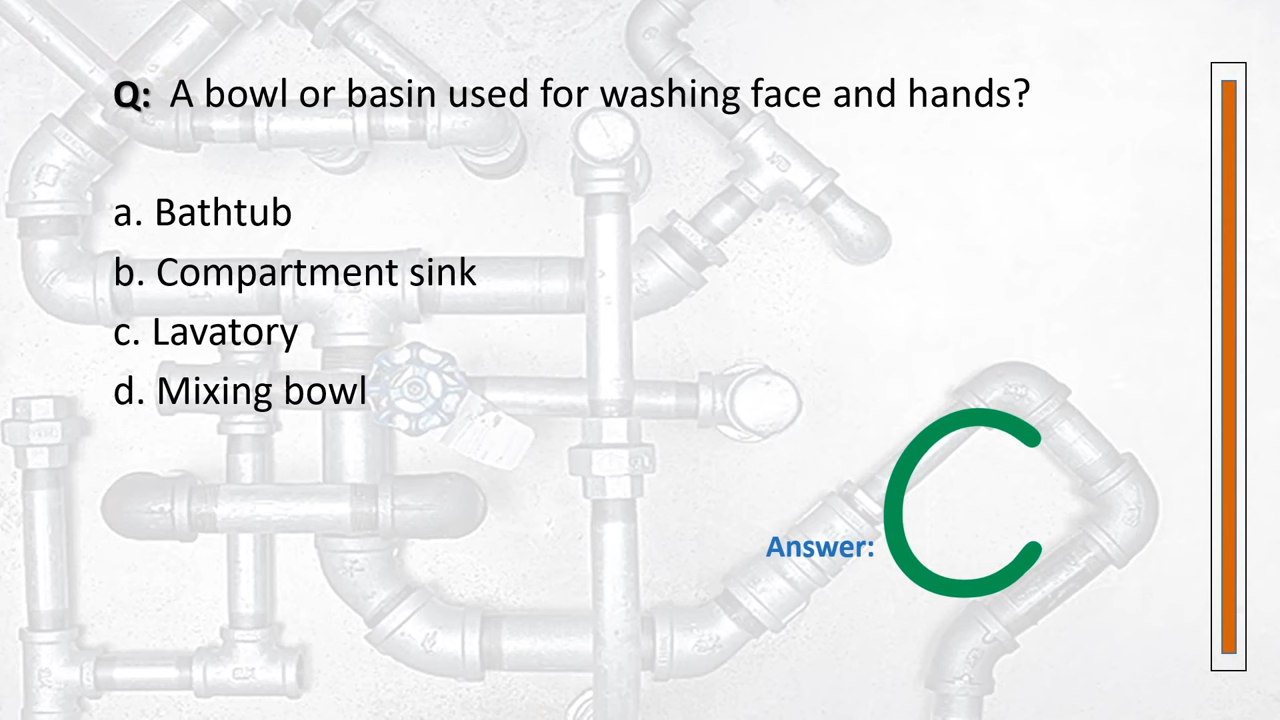 Q: A bowl or basin used for washing face and hands?
a. Bathtub
b. Compartment sink
c. Lavatory
d. Mixing bowl
Answer: C